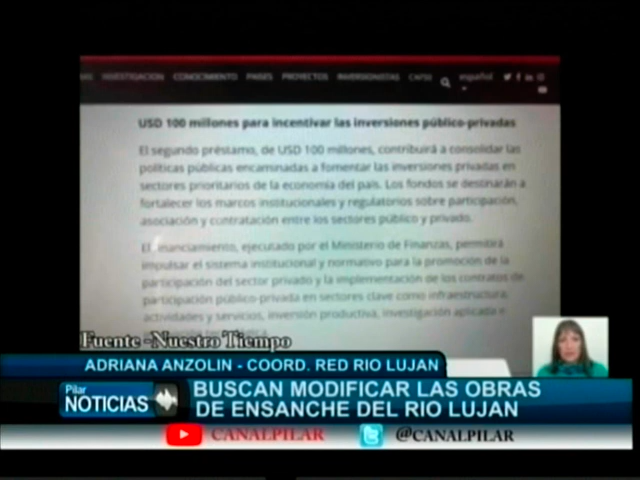 INVESTIGACION CONOCIMIENTO PAISES PROYECTOS INVERSIONISTAS español
USD 100 millones para incentivar las inversiones público-privadas
El segundo préstamo, de USD 100 millones, contribuirá a consolidar las
políticas públicas encaminadas a fomentar las inversiones privadas en
sectores prioritarios de la economía del país. Los fondos se destinarán a
fortalecer los marcos institucionales y regulatorios sobre participación,
asociación y contratación entre los sectores público y privado.
El financiamiento, ejecutado por el Ministerio de Finanzas, permitirá
impulsar el sistema institucional y normativo para la promoción de la
participación del sector privado y la implementación de los contratos de
participación público-privada en sectores clave como infraestructura,
actividades y servicios, inversión productiva, investigación aplicada e
Fuente -Nuestro Tiempo
ADRIANA ANZOLIN - COORD. RED RIO LUJAN
Pilar
NOTICIAS
BUSCAN MODIFICAR LAS OBRAS
DE ENSANCHE DEL RIO LUJAN
CANALPILAR @CANALPILAR